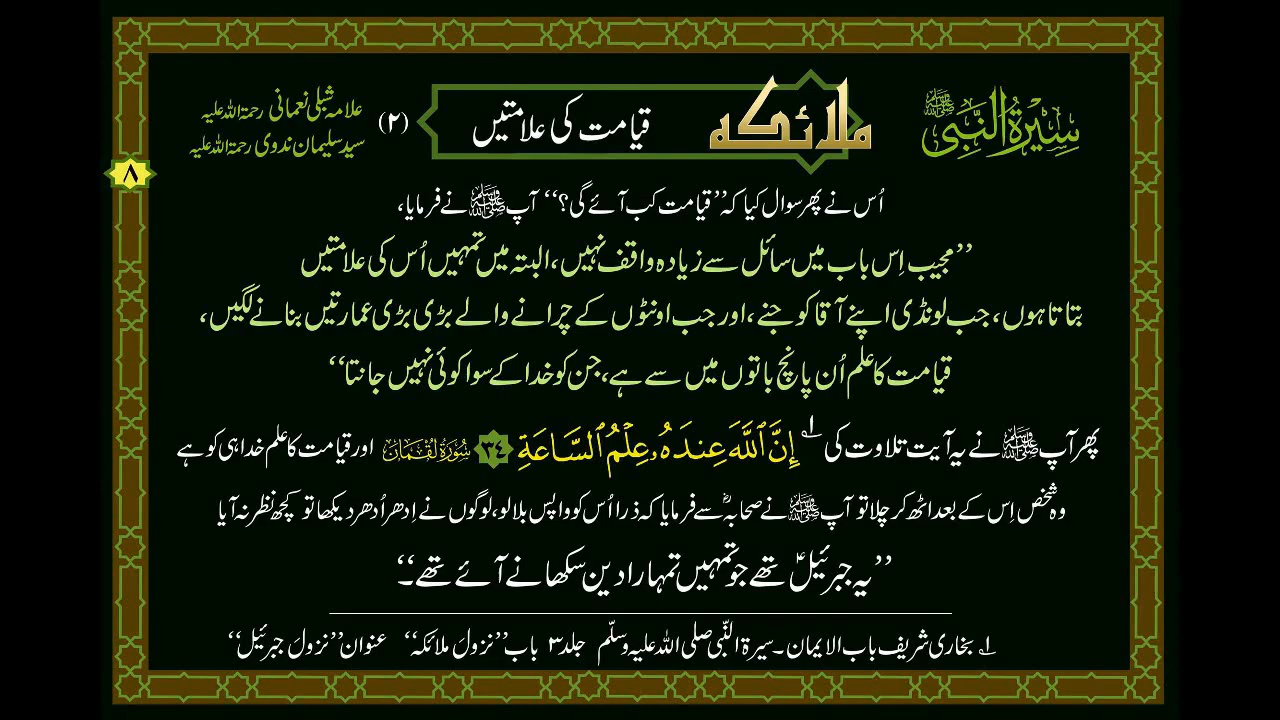 سِیرۃُ النَّبِی ﷺ
ملائکہ
قیامت کی علامتیں
(۲)
علامہ شبلی نعمانی رحمۃ اللہ علیہ
سید سلیمان ندوی رحمۃ اللہ علیہ
۸
اُس نے پھر سوال کیا کہ ’’قیامت کب آئے گی؟‘‘ آپ ﷺ نے فرمایا،
’’مجیب اِس باب میں سائل سے زیادہ واقف نہیں، البتہ میں تمہیں اُس کی علامتیں
بتاتا ہوں، جب لونڈی اپنے آقا کو جنے، اور جب اونٹوں کے چرانے والے بڑی بڑی عمارتیں بنانے لگیں،
قیامت کا علم اُن پانچ باتوں میں سے ہے، جن کو خدا کے سوا کوئی نہیں جانتا‘‘
پھر آپ ﷺ نے یہ آیت تلاوت کی ۱؎ إِنَّ ٱللَّهَ عِندَهُۥ عِلْمُ ٱلسَّاعَةِ ۳۴ سُورَۃُ لُقْمَان اور قیامت کا علم خدا ہی کو ہے
وہ شخص اِس کے بعد اٹھ کر چلا تو آپ ﷺ نے صحابہؓ سے فرمایا کہ ذرا اُس کو واپس بلا لو، لوگوں نے اِدھر اُدھر دیکھا تو کچھ نظر نہ آیا
’’یہ جبرئیلؑ تھے جو تمہیں تمہارا دین سکھانے آئے تھے۔‘‘
۱؎ بخاری شریف باب الایمان۔ سیرۃ النّبی صلی اللہ علیہ وسلّم جلد ۳ باب ’’نزولَ ملائکہ‘‘ عنوان ’’نزولَ جبرئیل‘‘